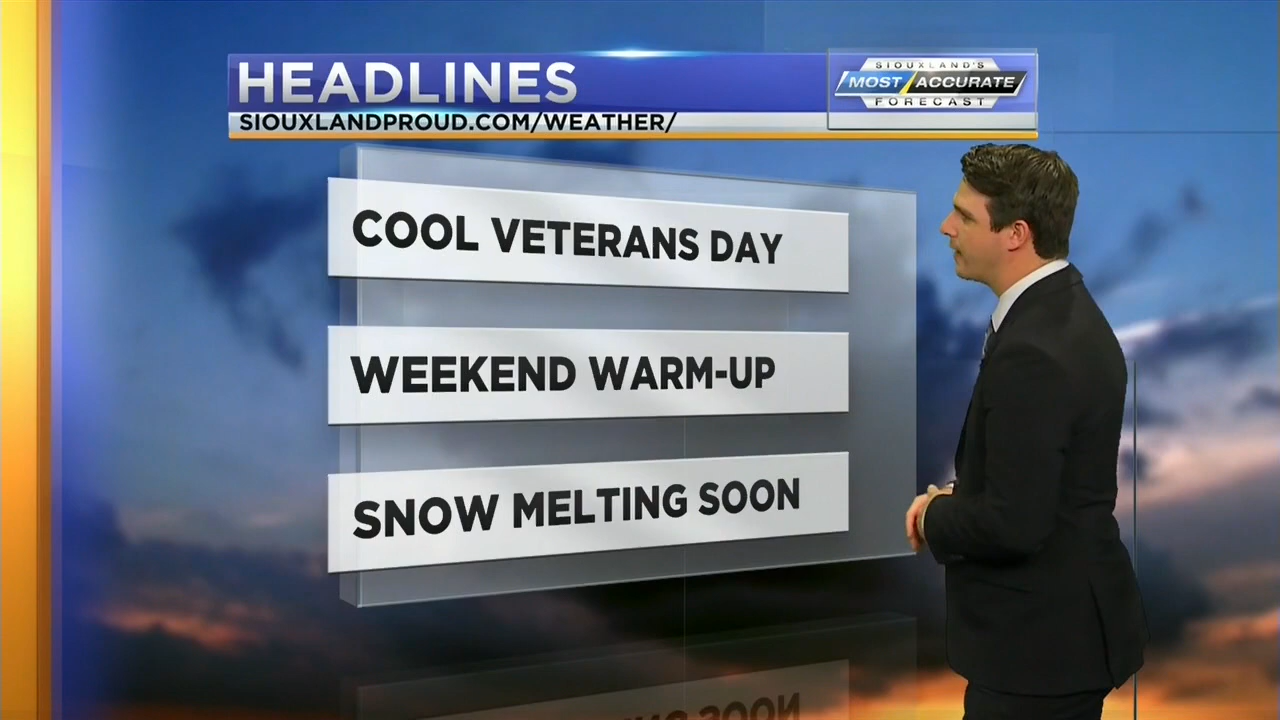 HEADLINES
SIOUXLANDPROUD.COM/WEATHER/
SIOUXLAND'S
MOST ACCURATE
FORECAST
COOL VETERANS DAY
WEEKEND WARM-UP
SNOW MELTING SOON